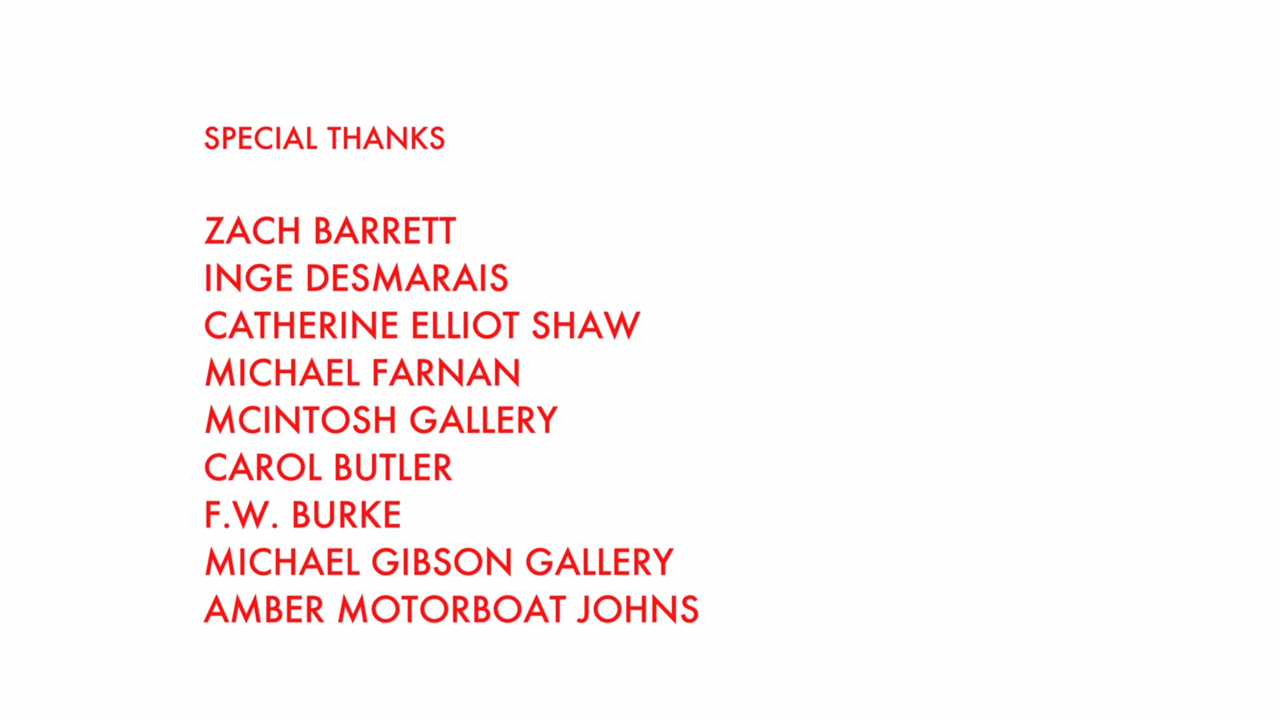 SPECIAL THANKS
ZACH BARRETT
INGE DESMARAIS
CATHERINE ELLIOT SHAW
MICHAEL FARNAN
MCINTOSH GALLERY
CAROL BUTLER
F.W. BURKE
MICHAEL GIBSON GALLERY
AMBER MOTORBOAT JOHNS